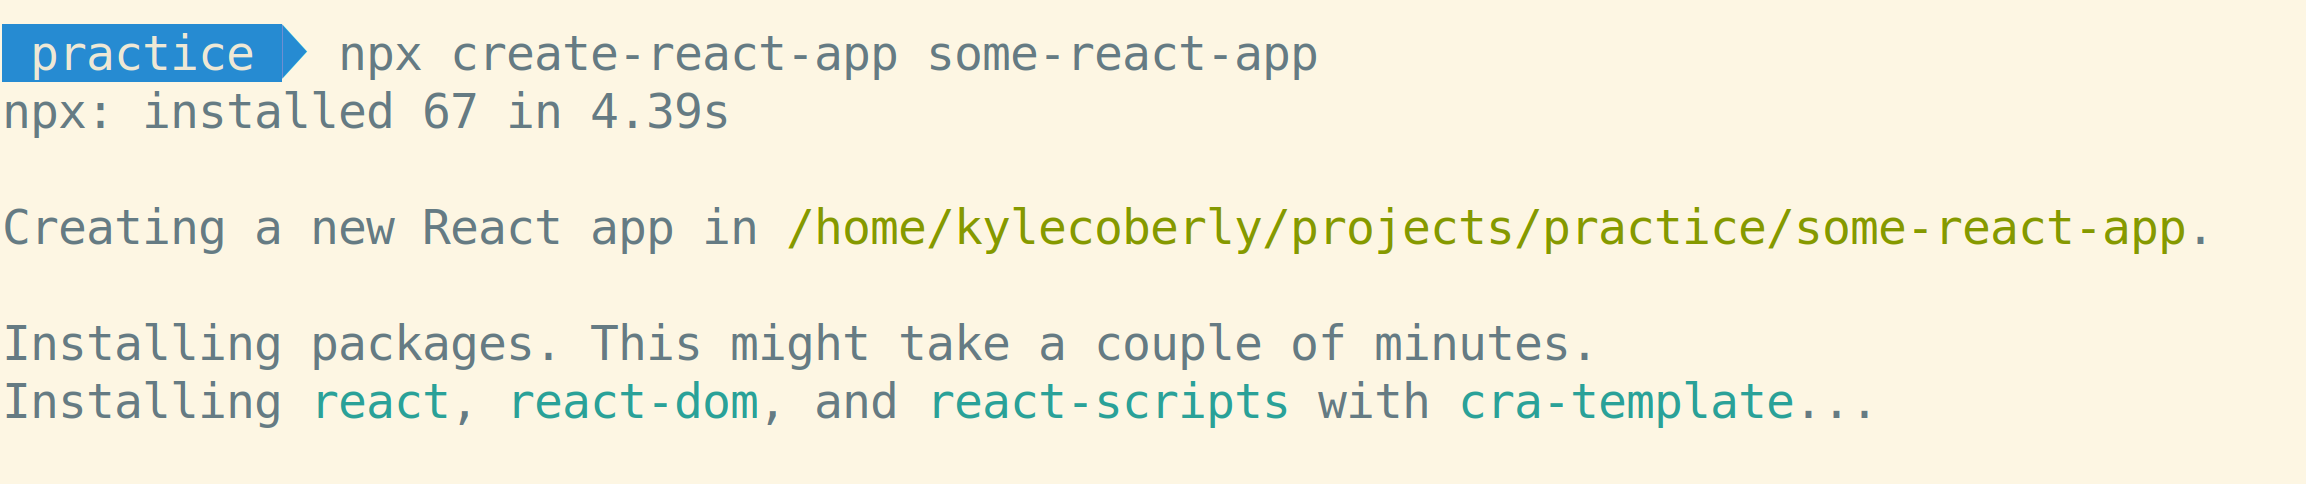 practice npx create-react-app some-react-app
npx: installed 67 in 4.39s
Creating a new React app in /home/kylecoberly/projects/practice/some-react-app.
Installing packages. This might take a couple of minutes.
Installing react, react-dom, and react-scripts with cra-template...